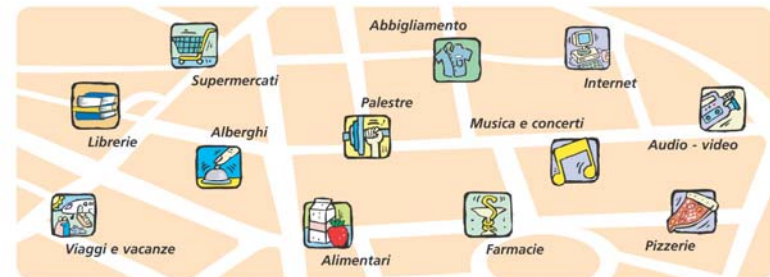 Abbigliamento
Supermercati
Internet
Palestre
Librerie
Alberghi
Musica e concerti
Audio - video
Viaggi e vacanze
Alimentari
Farmacie
Pizzerie